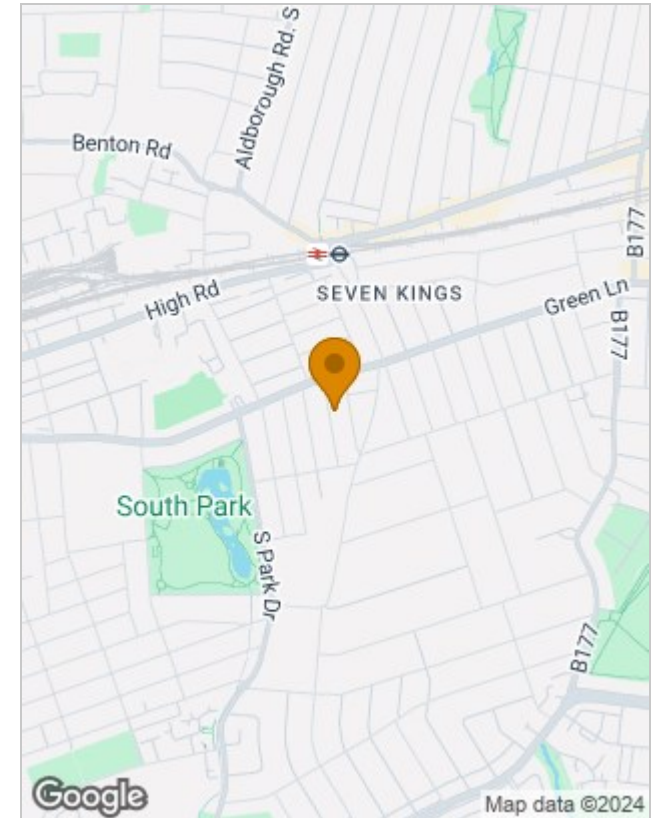 Aldborough Rd. S
Benton Rd
B177
High Rd
SEVEN KINGS
Green Ln
B177
South Park
S Park Dr
B177
Google
Map data ©2024